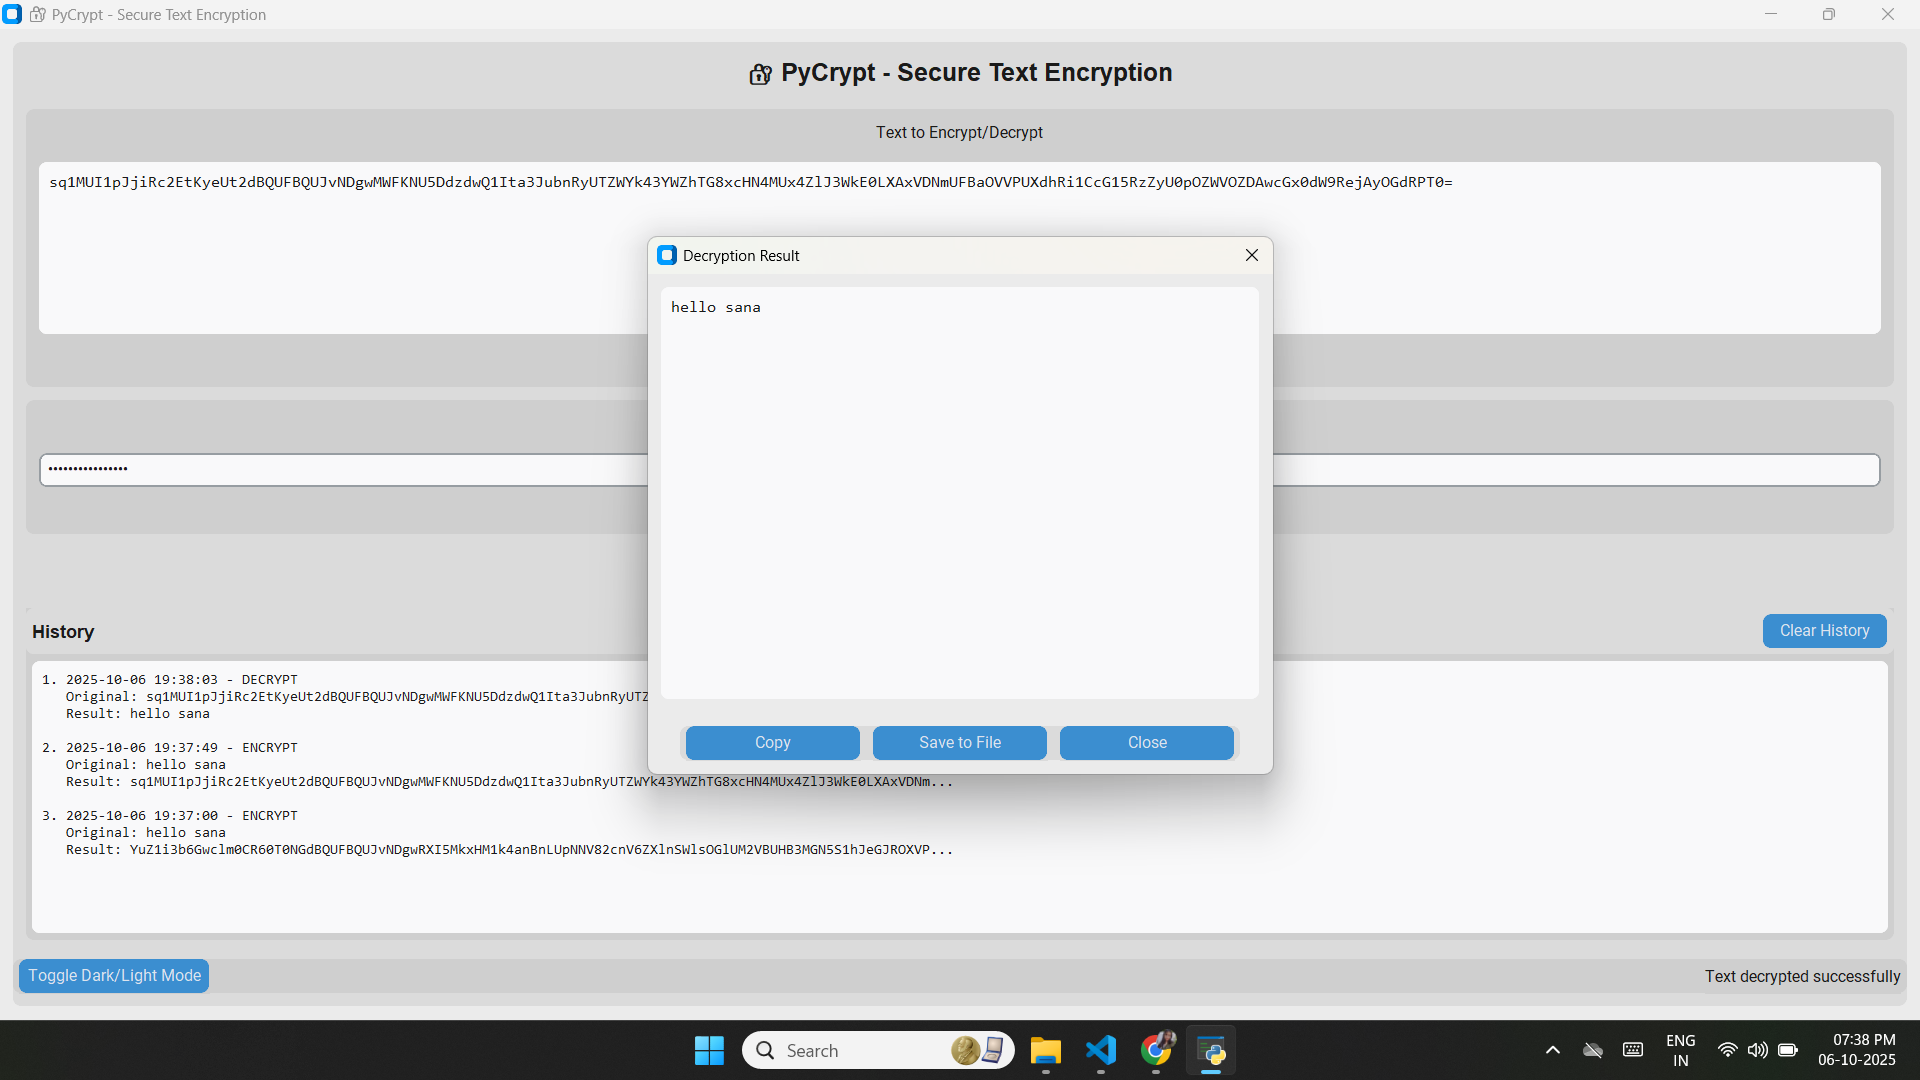 PyCrypt - Secure Text Encryption
PyCrypt - Secure Text Encryption
Text to Encrypt/Decrypt
sq1MUI1pJjiRc2EtKyeUt2dBQUFBQUJvNDgwMWFKNU5DdzdwQ1Ita3JubnRyUTZWYk43YWZhTG8xcHN4MUx4ZlJ3WkE0LXAxVDNmUFBaOVVPUXdhRi1CcG15RzZyU0pOZWVOZDAwcGx0dW9RejAyOGdRPT0=
Decryption Result
hello sana
••••••••••••••••
Copy
Save to File
Close
History
Clear History
1. 2025-10-06 19:38:03 - DECRYPT
Original: sq1MUI1pJjiRc2EtKyeUt2dBQUFBQUJvNDgwMWFKNU5DdzdwQ1Ita3JubnRyUTZ
Result: hello sana
2. 2025-10-06 19:37:49 - ENCRYPT
Original: hello sana
Result: sq1MUI1pJjiRc2EtKyeUt2dBQUFBQUJvNDgwMWFKNU5DdzdwQ1Ita3JubnRyUTZWYk43YWZhTG8xcHN4MUx4ZlJ3WkE0LXAxVDNm...
3. 2025-10-06 19:37:00 - ENCRYPT
Original: hello sana
Result: YuZ1i3b6Gwclm0CR60T0NGdBQUFBQUJvNDgwRXI5MkxHM1k4anBnLUpNNV82cnV6ZXlnSWlsOGlUM2VBUHB3MGN5S1hJeGJROXVP...
Toggle Dark/Light Mode
Text decrypted successfully
Search
ENG
IN
07:38 PM
06-10-2025